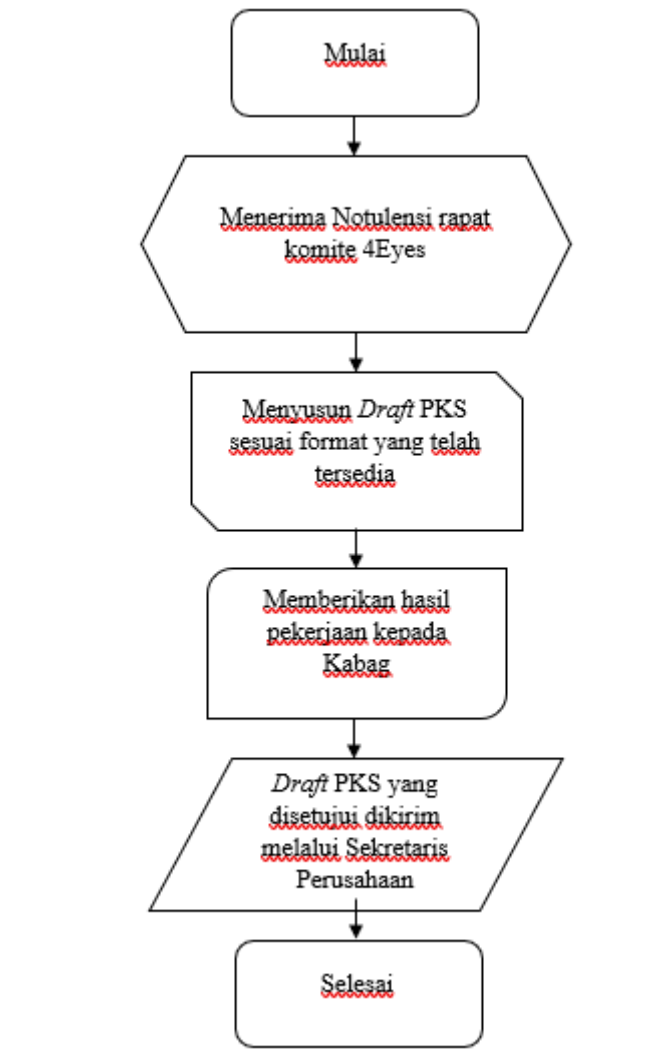 Mulai
Menerima Notulensi rapat
komite 4Eyes
Menyusun Draft PKS
sesuai format yang telah
tersedia
Memberikan hasil
pekerjaan kepada
Kabag
Draft PKS yang
disetujui dikirim
melalui Sekretaris
Perusahaan
Selesai